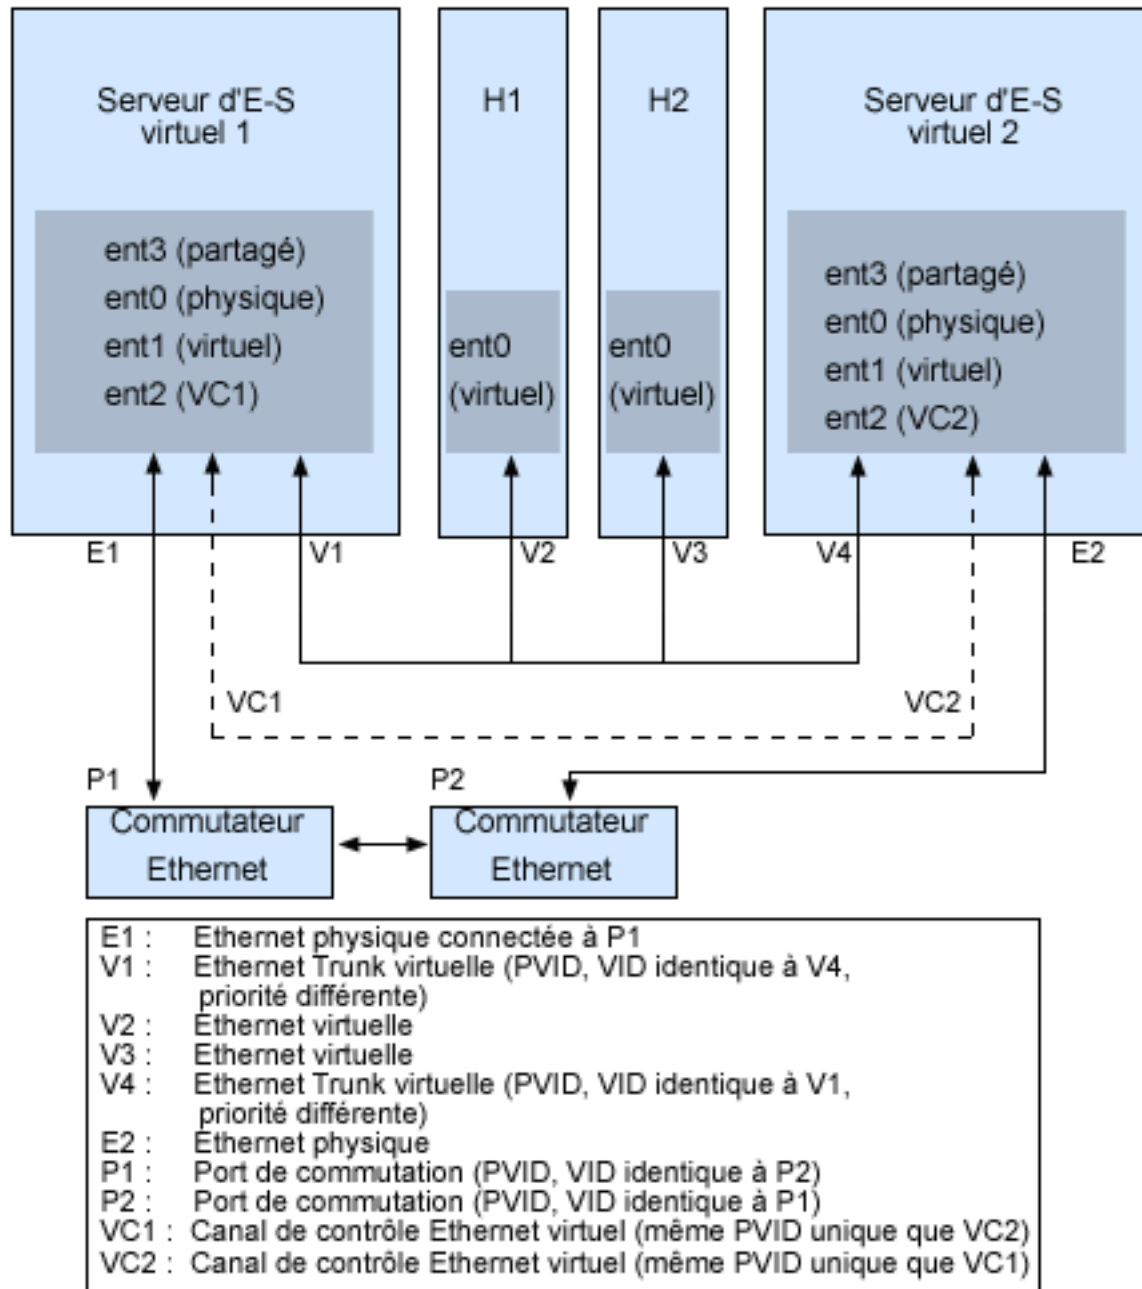 Serveur d'E-S
virtuel 1
H1
H2
Serveur d'E-S
virtuel 2
ent3 (partagé)
ent0 (physique)
ent1 (virtuel)
ent2 (VC1)
ent0
(virtuel)
ent0
(virtuel)
ent3 (partagé)
ent0 (physique)
ent1 (virtuel)
ent2 (VC2)
E1
V1
V2
V3
V4
E2
VC1
VC2
P1
P2
Commutateur
Ethernet
Commutateur
Ethernet
E1 : Ethernet physique connectée à P1
V1 : Ethernet Trunk virtuelle (PVID, VID identique à V4,
priorité différente)
V2 : Ethernet virtuelle
V3 : Ethernet virtuelle
V4 : Ethernet Trunk virtuelle (PVID, VID identique à V1,
priorité différente)
E2 : Ethernet physique
P1 : Port de commutation (PVID, VID identique à P2)
P2 : Port de commutation (PVID, VID identique à P1)
VC1 : Canal de contrôle Ethernet virtuel (même PVID unique que VC2)
VC2 : Canal de contrôle Ethernet virtuel (même PVID unique que VC1)